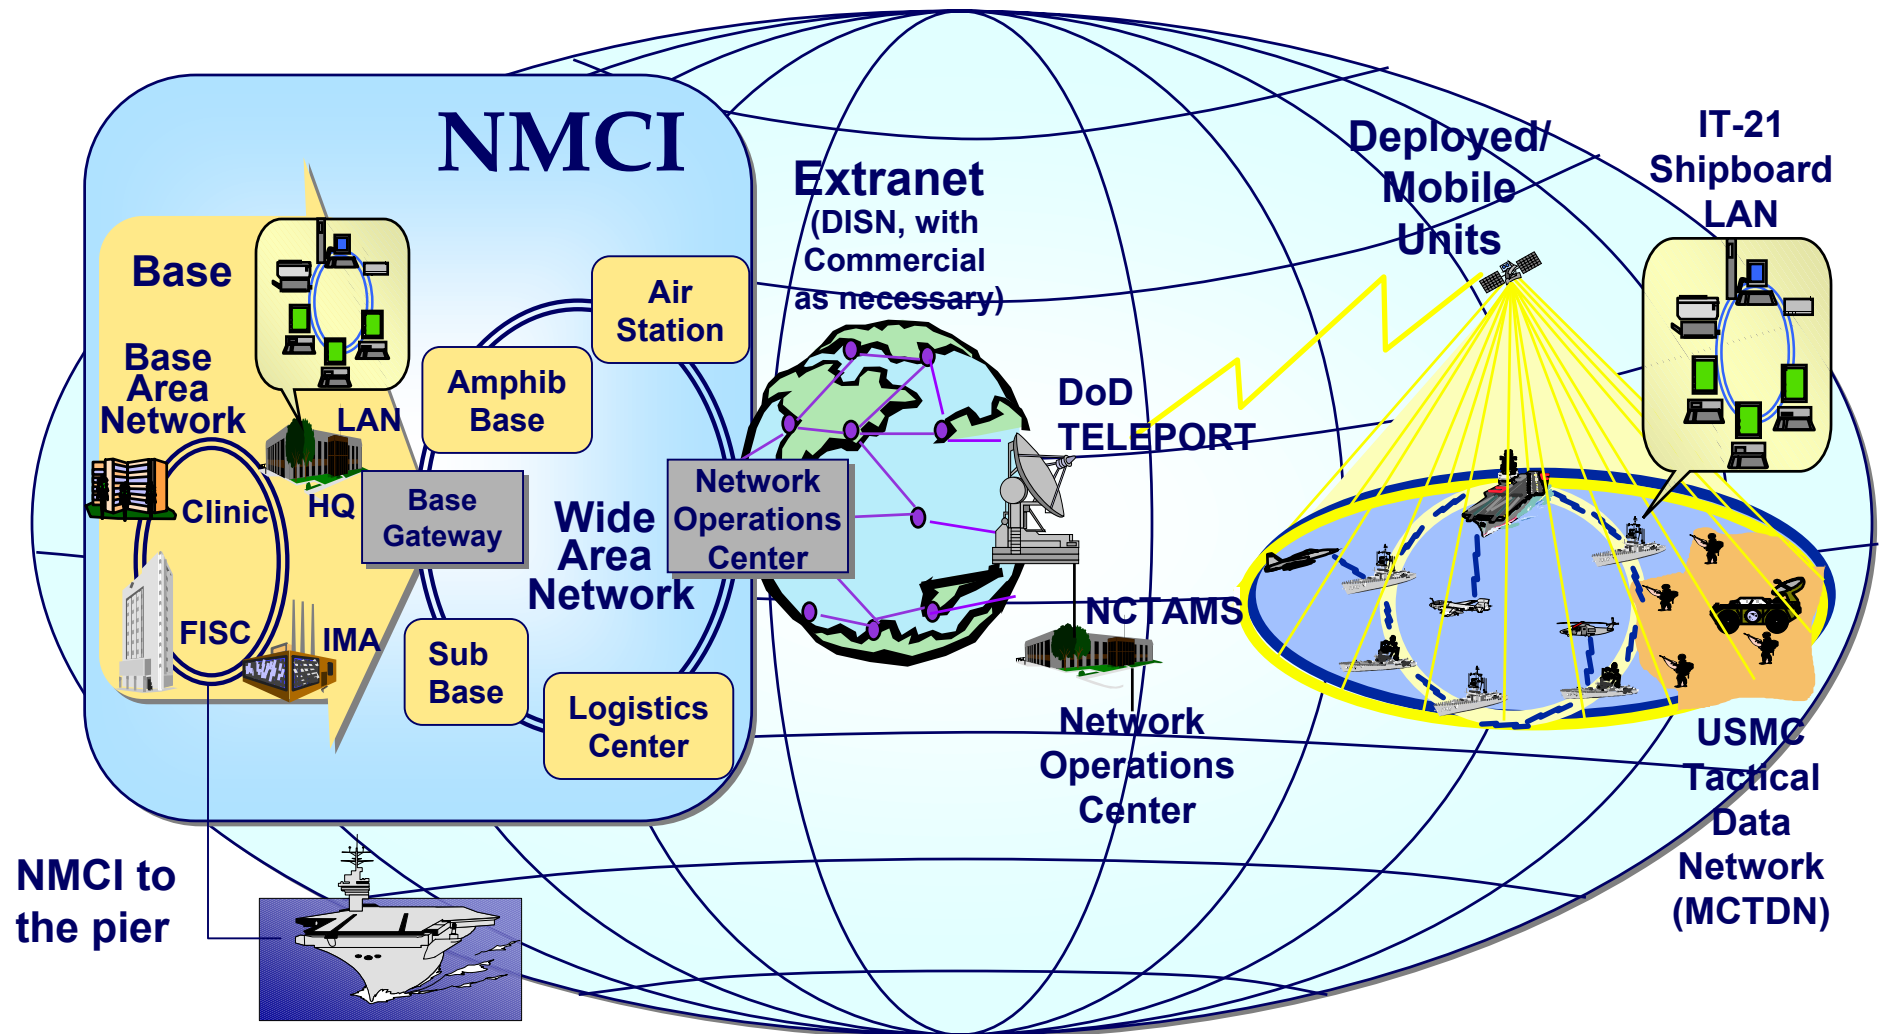 NMCI
Base
Base
Area
Network
LAN
Clinic
HQ
FISC
IMA
Base
Gateway
Amphib
Base
Air
Station
Wide
Area
Network
Sub
Base
Logistics
Center
Network
Operations
Center
NMCI to
the pier
Extranet
(DISN, with
Commercial
as necessary)
DoD
TELEPORT
NCTAMS
Network
Operations
Center
Deployed/
Mobile
Units
IT-21
Shipboard
LAN
USMC
Tactical
Data
Network
(MCTDN)